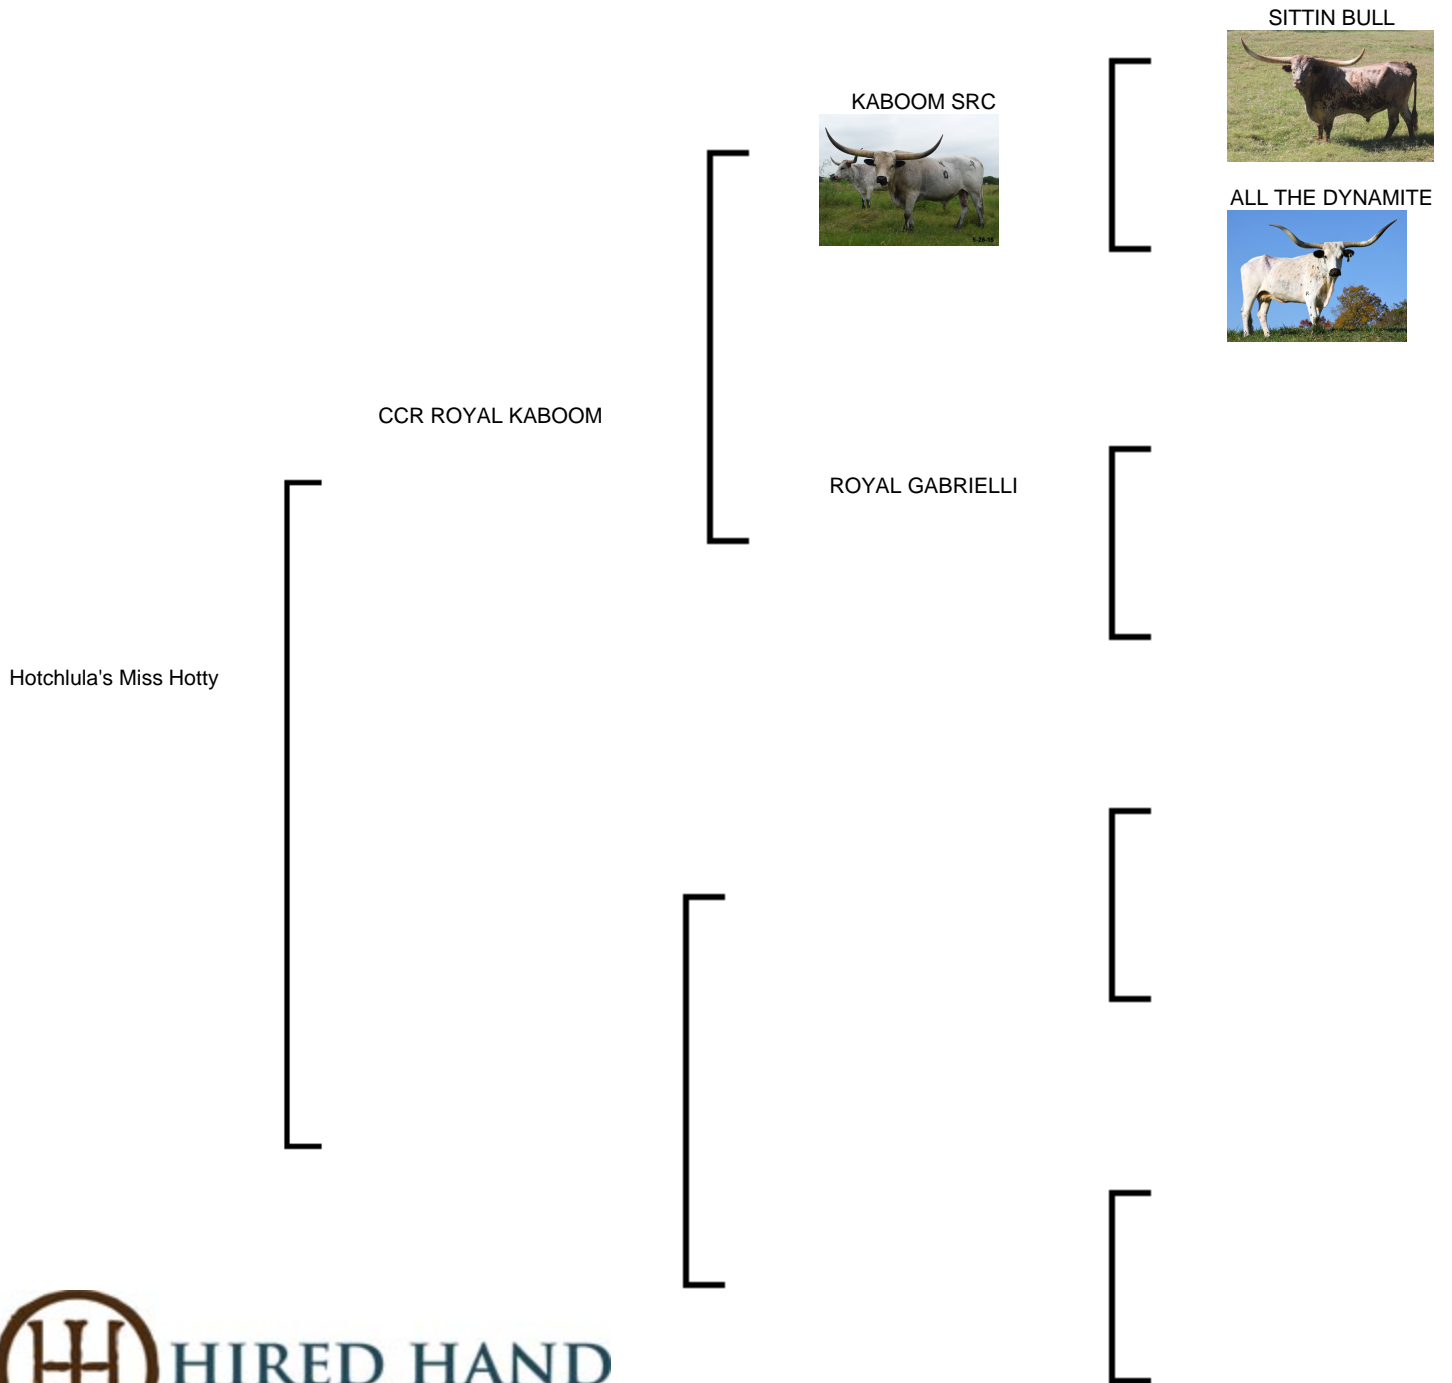 SITTIN BULL
KABOOM SRC
ALL THE DYNAMITE
CCR ROYAL KABOOM
ROYAL GABRIELLI
Hotchlula's Miss Hotty
HIRED HAND